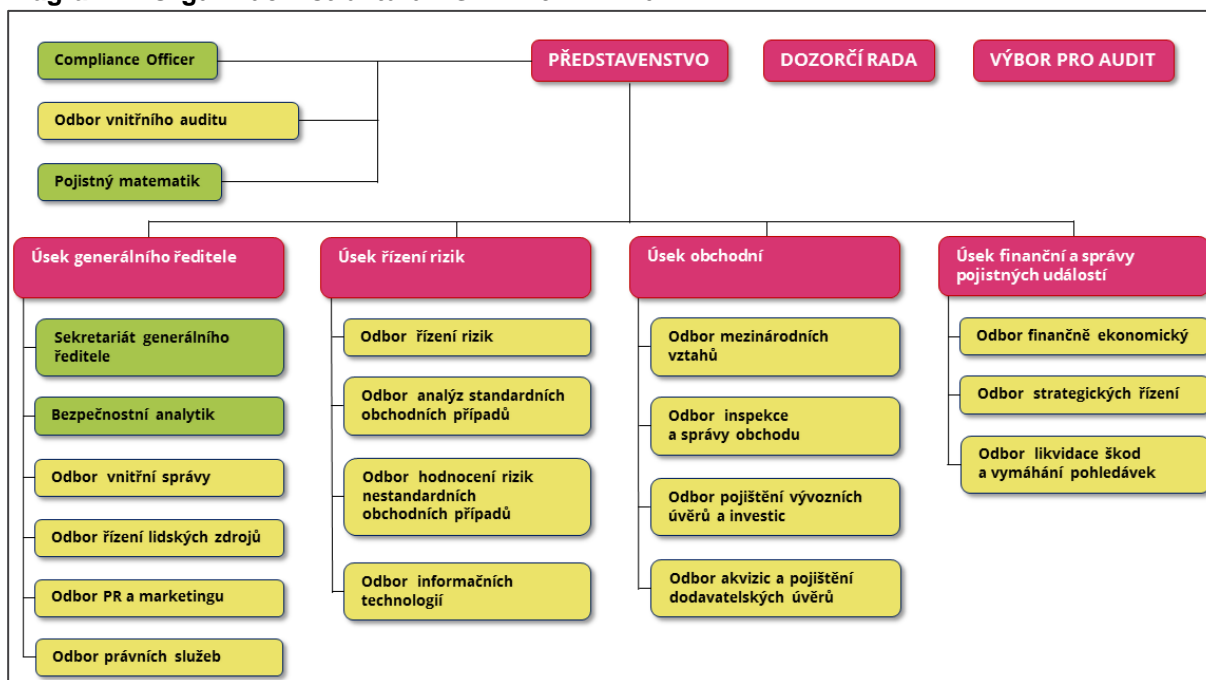 Compliance Officer
PŘEDSTAVENSTVO
DOZORČÍ RADA
VÝBOR PRO AUDIT
Odbor vnitřního auditu
Pojistný matematik
Úsek generálního ředitele
Sekretariát generálního
ředitele
Bezpečnostní analytik
Odbor vnitřní správy
Odbor řízení lidských zdrojů
Odbor PR a marketingu
Odbor právních služeb
Úsek řízení rizik
Odbor řízení rizik
Odbor analýz standardních
obchodních případů
Odbor hodnocení rizik
nestandardních
obchodních případů
Odbor informačních
technologií
Úsek obchodní
Odbor mezinárodních
vztahů
Odbor inspekce
a správy obchodu
Odbor pojištění vývozních
úvěrů a investic
Odbor akvizic a pojištění
dodavatelských úvěrů
Úsek finanční a správy
pojistných událostí
Odbor finančně ekonomický
Odbor strategických řízení
Odbor likvidace škod
a vymáhání pohledávek